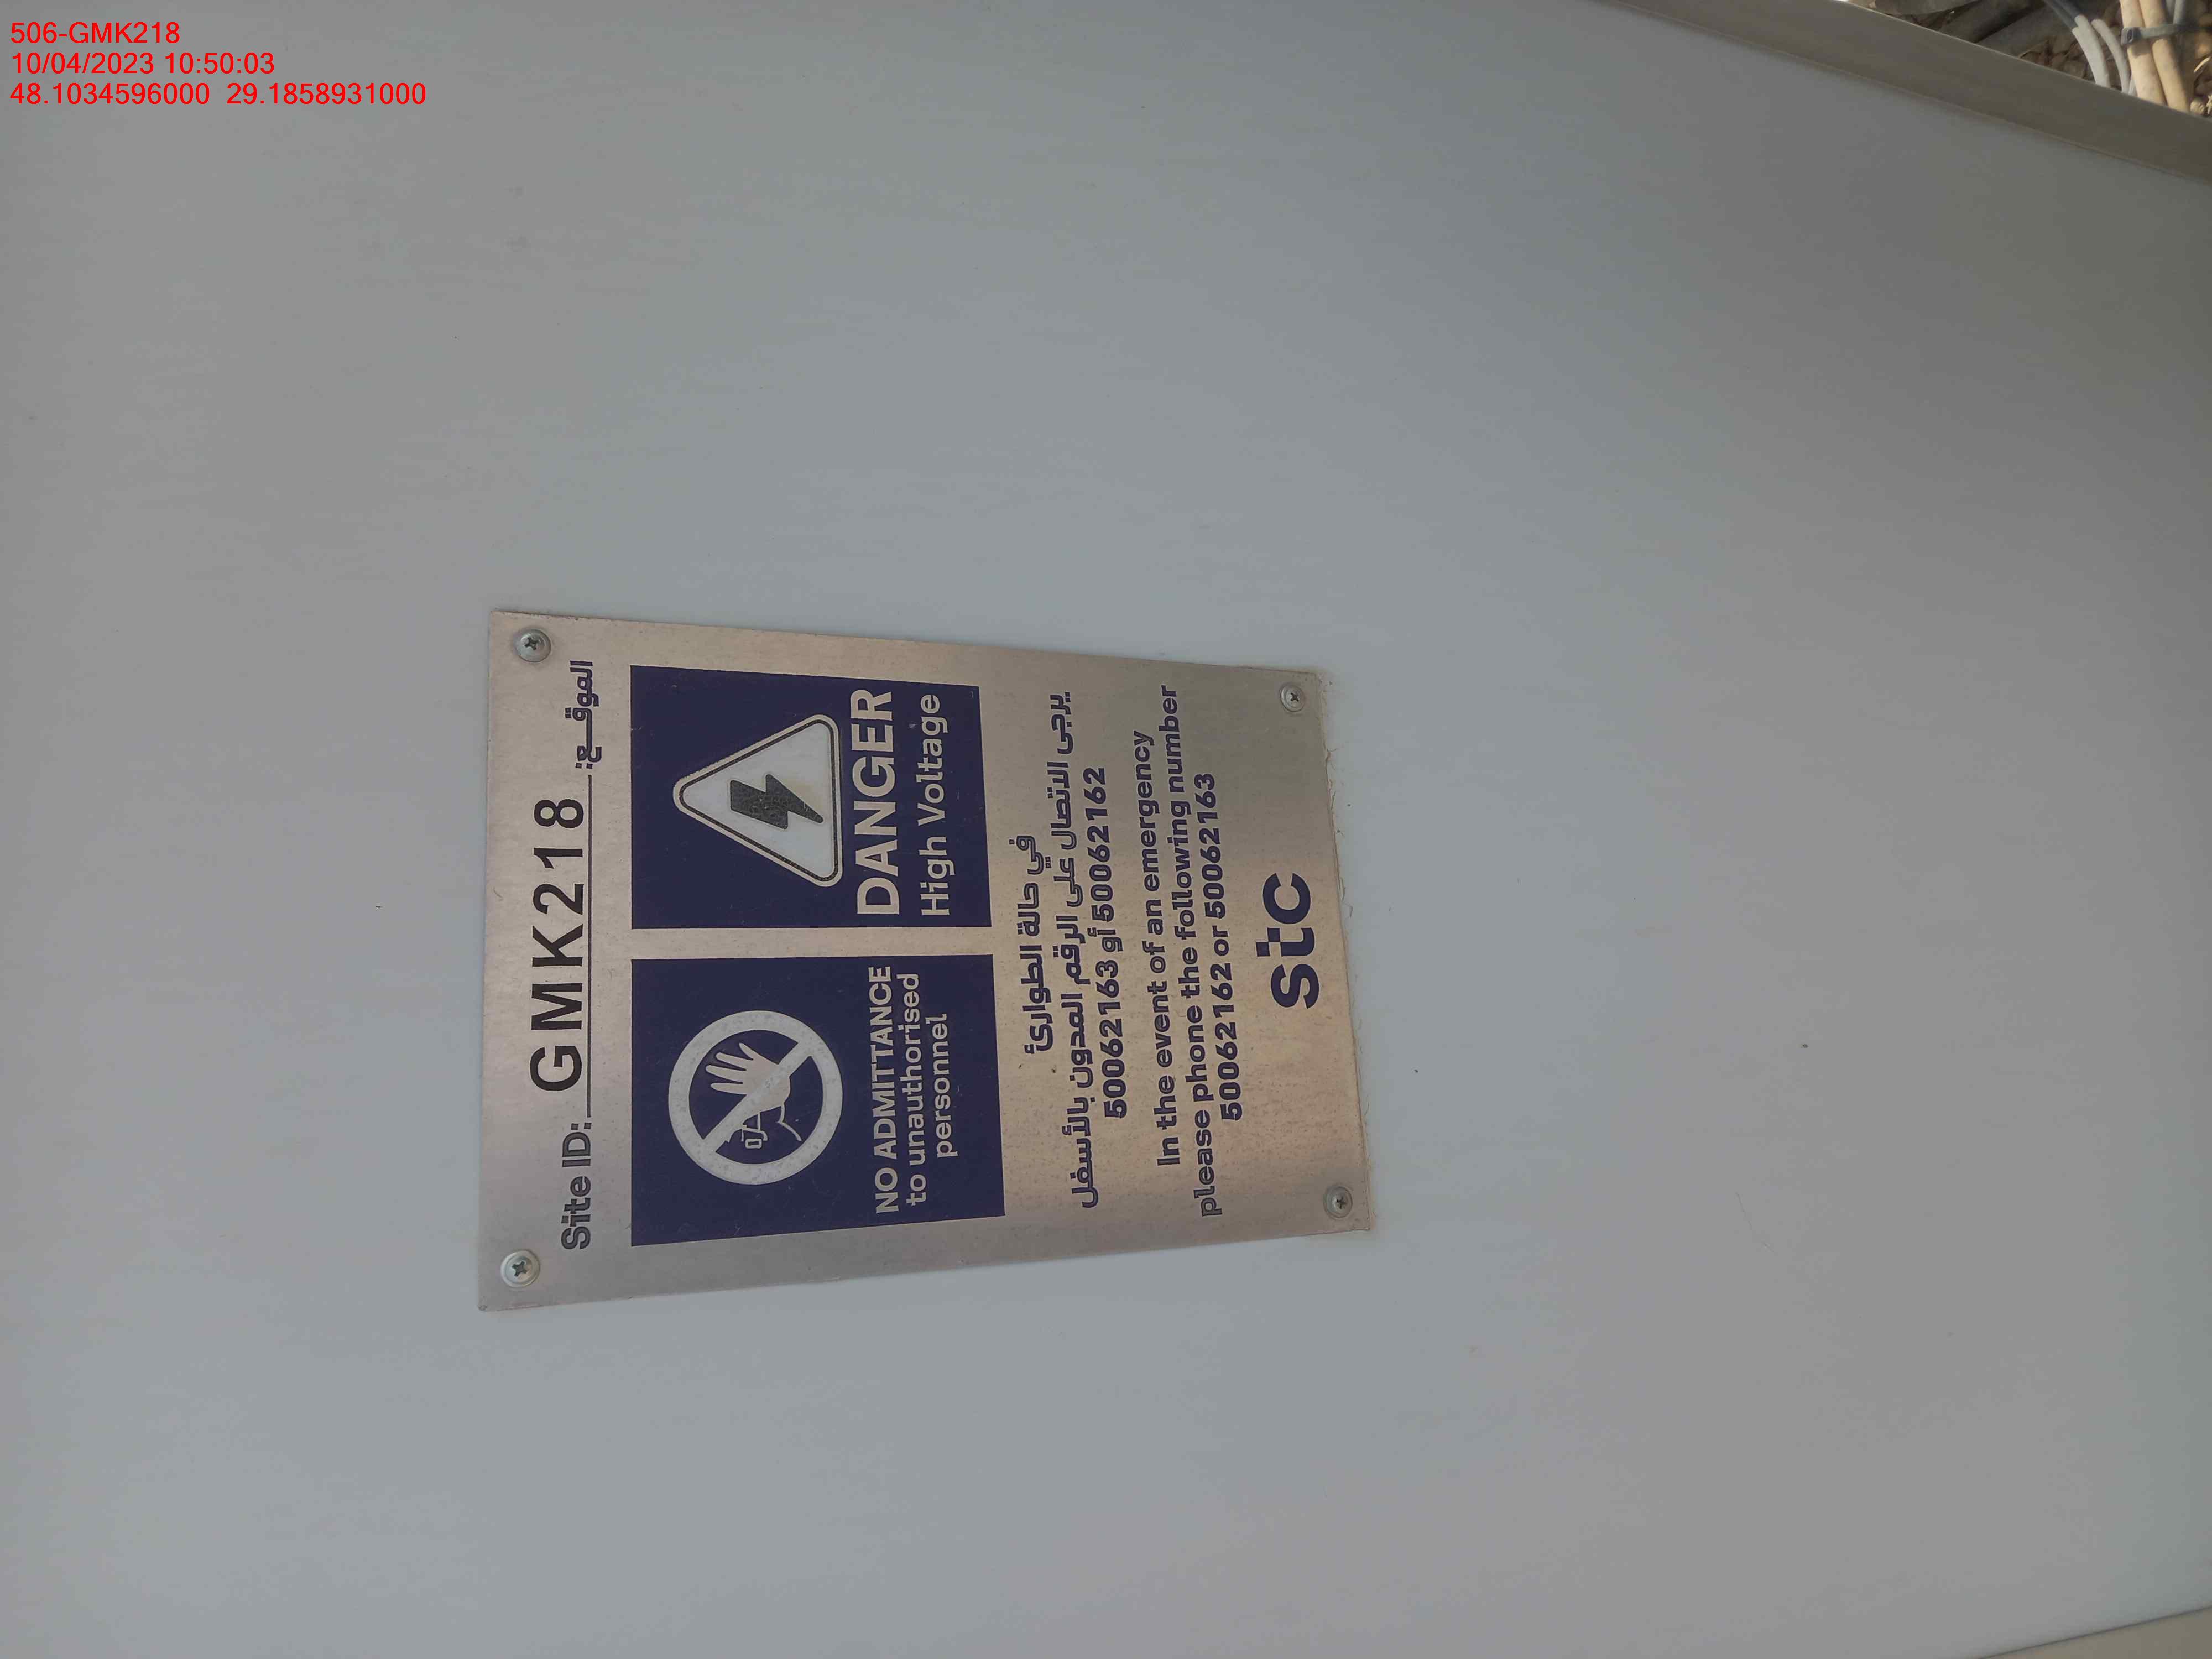 506-GMK218
10/04/2023 10:50:03
48.1034596000 29.1858931000
Site ID: GMK218 الموقـع:
NO ADMITTANCE
to unauthorised
personnel
DANGER
High Voltage
في حالة الطوارئ
يرجى الاتصال على الرقم المدون بالأسفل
50062162 أو 50062163
In the event of an emergency
please phone the following number
50062162 or 50062163
stc